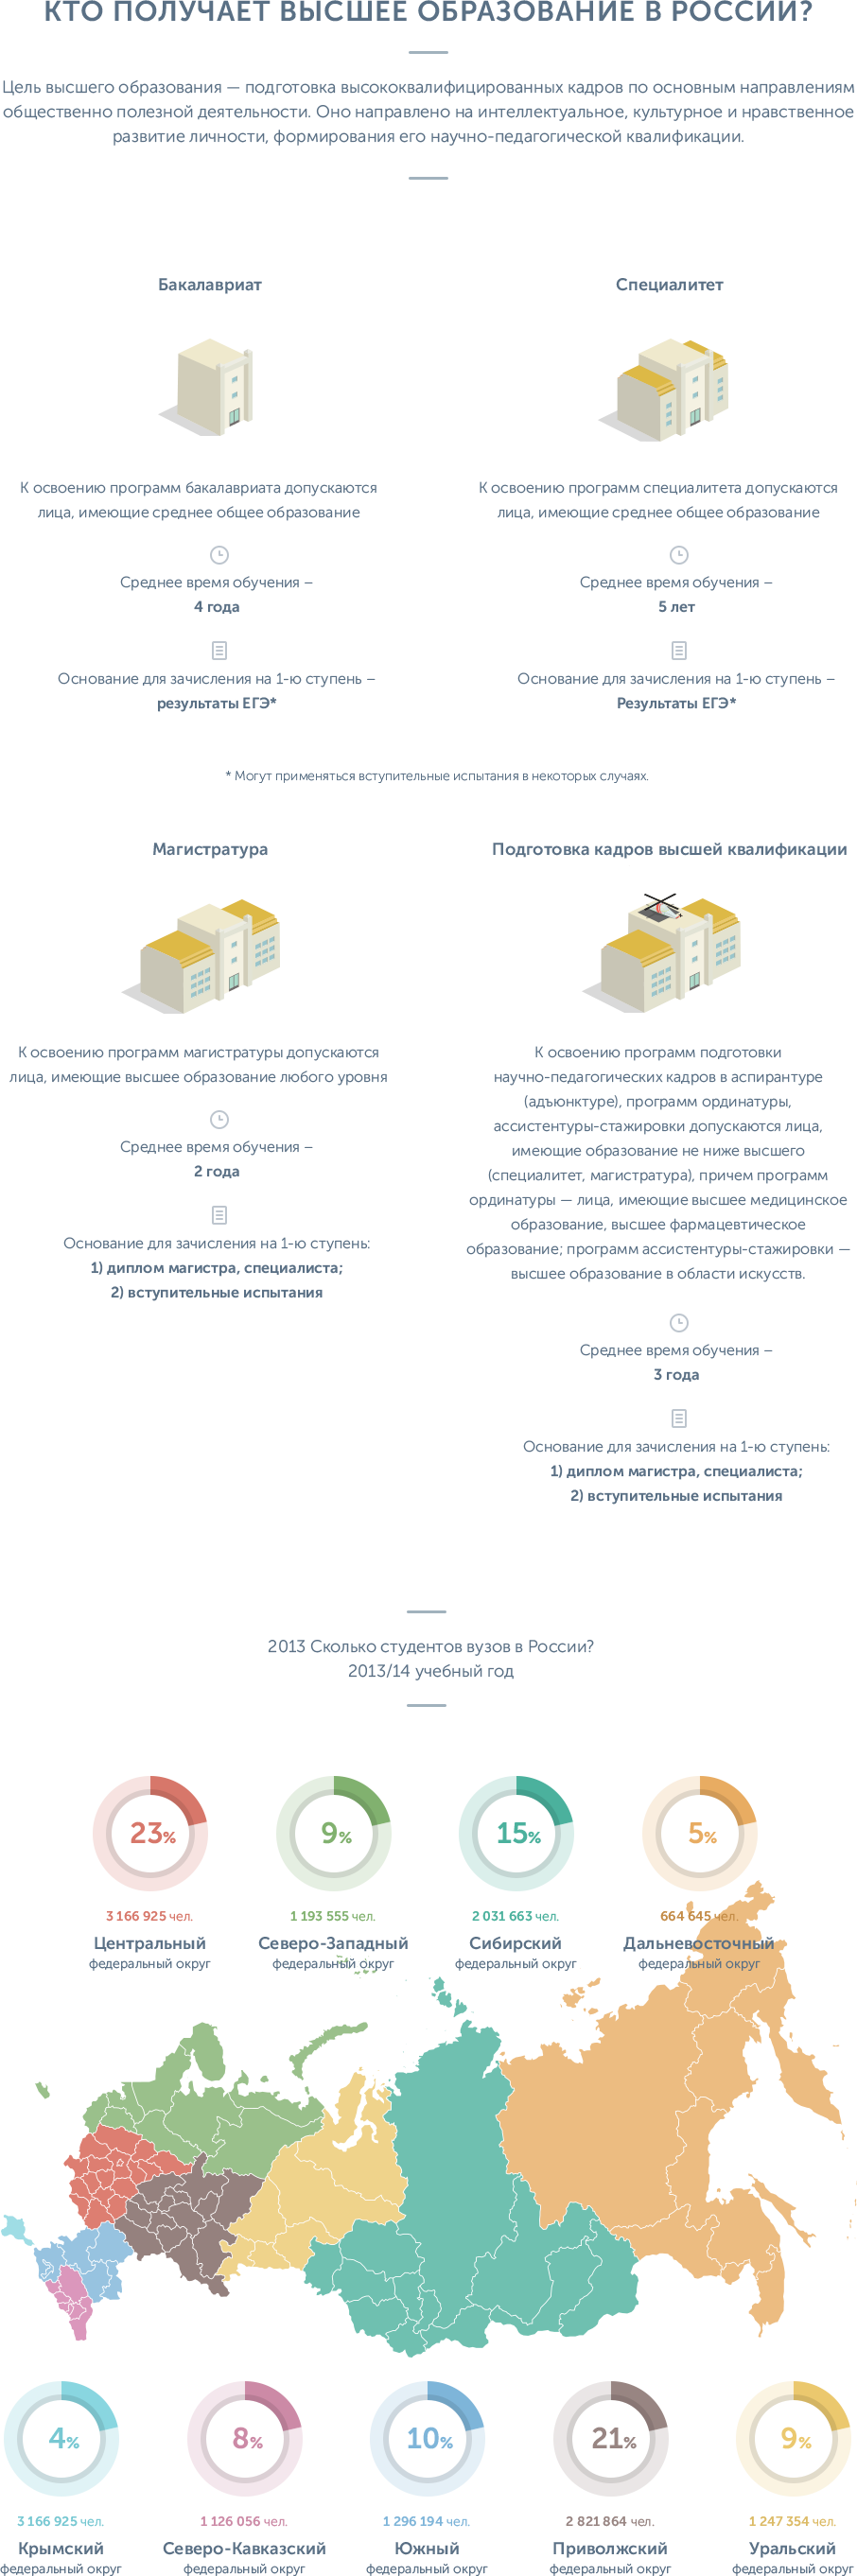 КТО ПОЛУЧАЕТ ВЫСШЕЕ ОБРАЗОВАНИЕ В РОССИИ?
Цель высшего образования — подготовка высококвалифицированных кадров по основным направлениям
общественно полезной деятельности. Оно направлено на интеллектуальное, культурное и нравственное
развитие личности, формирования его научно-педагогической квалификации.
Бакалавриат
К освоению программ бакалавриата допускаются
лица, имеющие среднее общее образование
Среднее время обучения –
4 года
Основание для зачисления на 1-ю ступень –
результаты ЕГЭ*
Специалитет
К освоению программ специалитета допускаются
лица, имеющие среднее общее образование
Среднее время обучения –
5 лет
Основание для зачисления на 1-ю ступень –
Результаты ЕГЭ*
* Могут применяться вступительные испытания в некоторых случаях.
Магистратура
К освоению программ магистратуры допускаются
лица, имеющие высшее образование любого уровня
Среднее время обучения –
2 года
Основание для зачисления на 1-ю ступень:
1) диплом магистра, специалиста;
2) вступительные испытания
Подготовка кадров высшей квалификации
К освоению программ подготовки
научно-педагогических кадров в аспирантуре
(адъюнктуре), программ ординатуры,
ассистентуры-стажировки допускаются лица,
имеющие образование не ниже высшего
(специалитет, магистратура), причем программ
ординатуры — лица, имеющие высшее медицинское
образование, высшее фармацевтическое
образование; программ ассистентуры-стажировки —
высшее образование в области искусств.
Среднее время обучения –
3 года
Основание для зачисления на 1-ю ступень:
1) диплом магистра, специалиста;
2) вступительные испытания
2013 Сколько студентов вузов в России?
2013/14 учебный год
23%
3 166 925 чел.
Центральный
федеральный округ
9%
1 193 555 чел.
Северо-Западный
федеральный округ
15%
2 031 663 чел.
Сибирский
федеральный округ
5%
664 645 чел.
Дальневосточный
федеральный округ
4%
3 166 925 чел.
Крымский
федеральный округ
8%
1 126 056 чел.
Северо-Кавказский
федеральный округ
10%
1 296 194 чел.
Южный
федеральный округ
21%
2 821 864 чел.
Приволжский
федеральный округ
9%
1 247 354 чел.
Уральский
федеральный округ